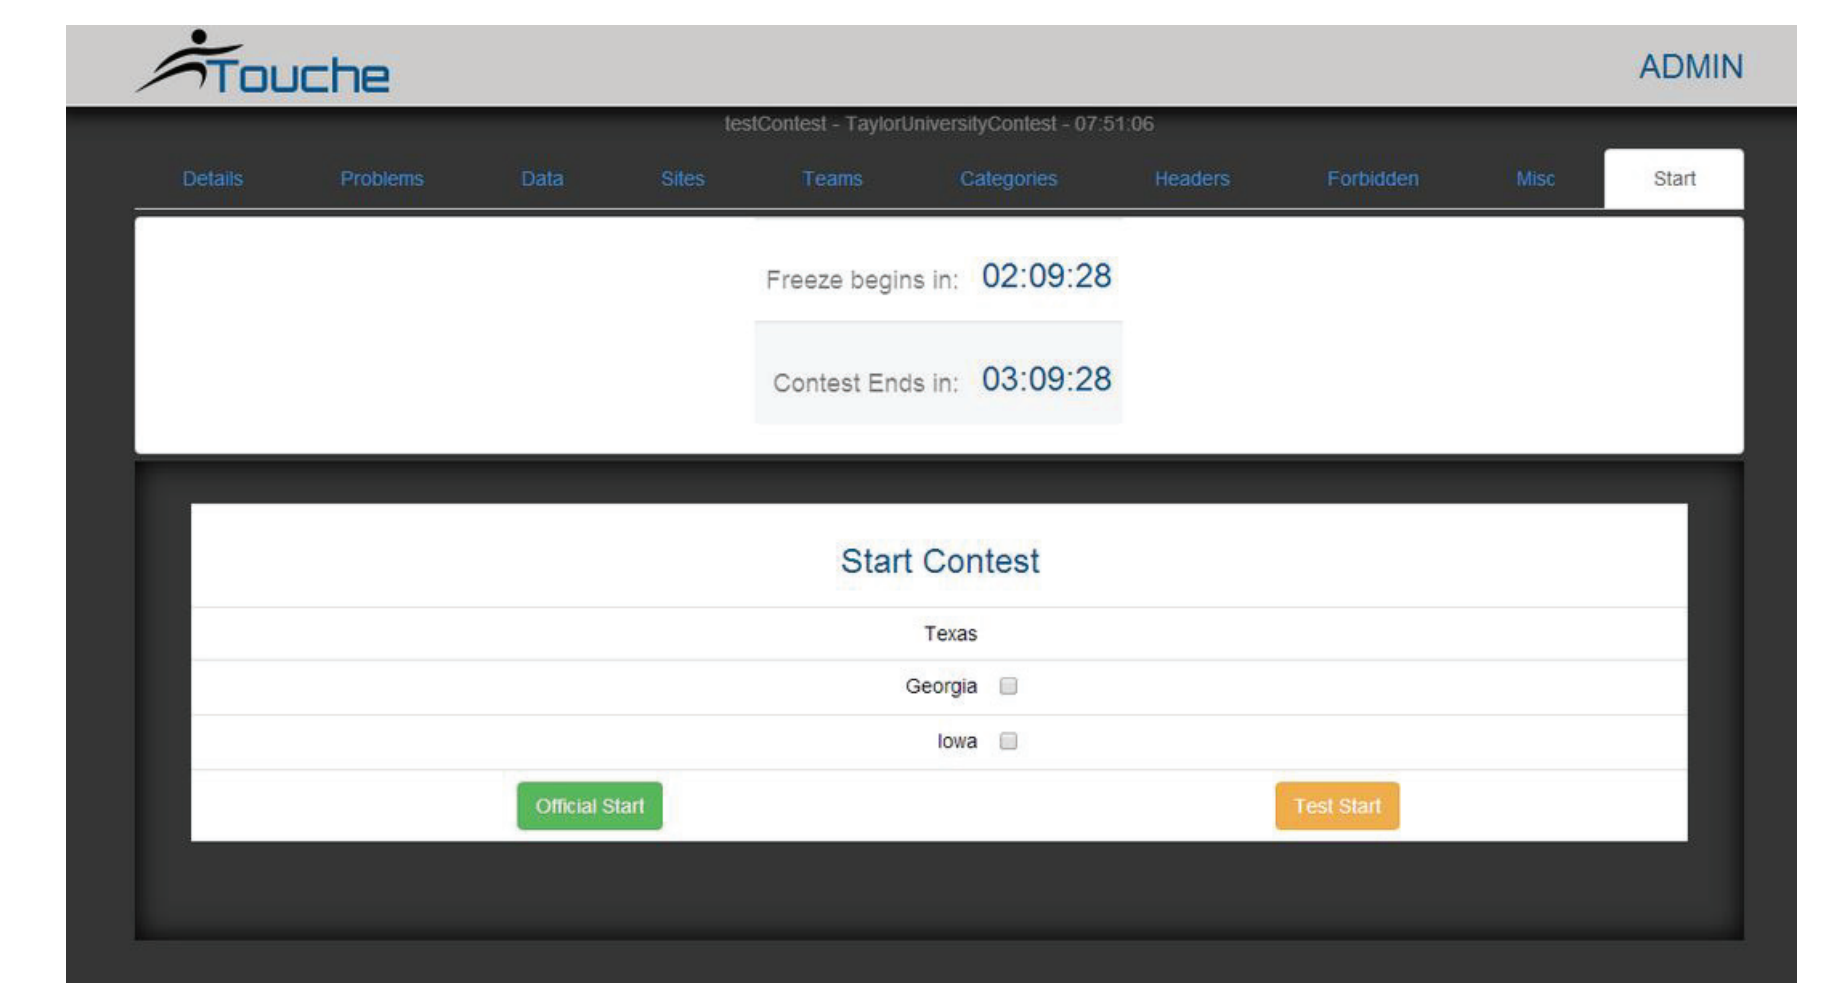 Touche
ADMIN
testContest - TaylorUniversityContest - 07:51:06
Details Problems Data Sites Teams Categories Headers Forbidden Misc Start
Freeze begins in: 02:09:28
Contest Ends in: 03:09:28
Start Contest
Texas
Georgia
Iowa
Official Start Test Start